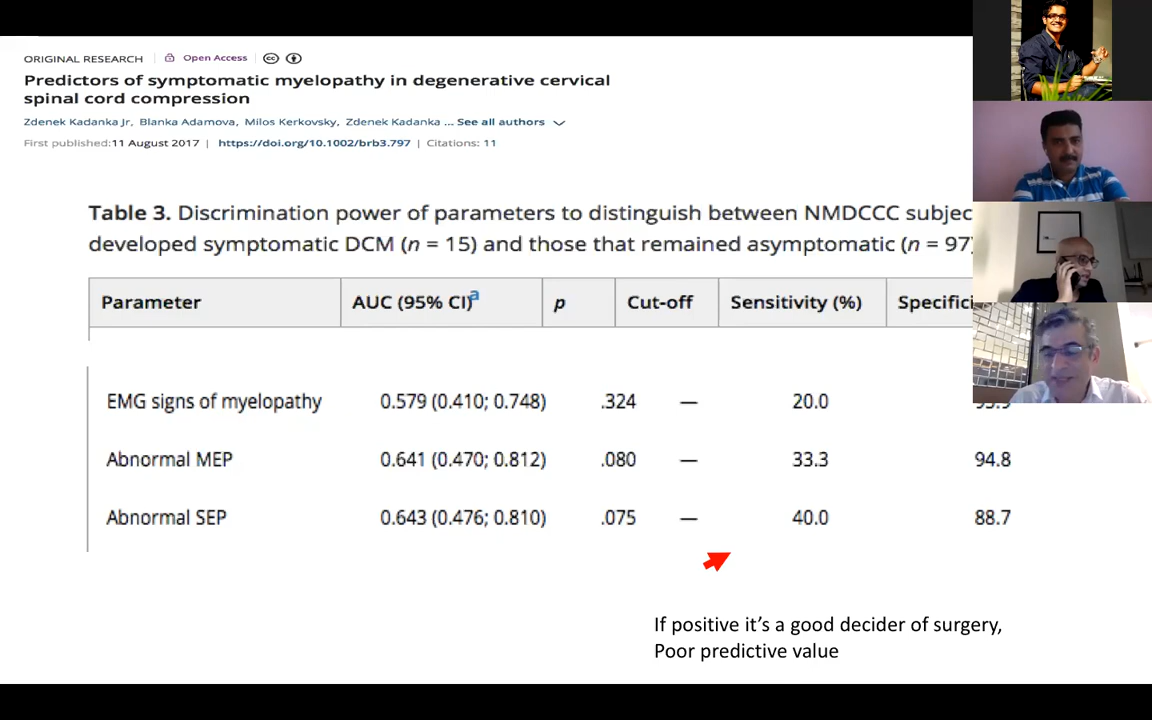 ORIGINAL RESEARCH Open Access
Predictors of symptomatic myelopathy in degenerative cervical
spinal cord compression
Zdenek Kadanka Jr, Blanka Adamova, Milos Kerkovsky, Zdenek Kadanka ... See all authors
First published:11 August 2017 | https://doi.org/10.1002/brb3.797 | Citations: 11
Table 3. Discrimination power of parameters to distinguish between NMDCCC subjec
developed symptomatic DCM (n = 15) and those that remained asymptomatic (n = 97)
Parameter AUC (95% CI)a p Cut-off Sensitivity (%) Specifici
EMG signs of myelopathy 0.579 (0.410; 0.748) .324 — 20.0
Abnormal MEP 0.641 (0.470; 0.812) .080 — 33.3 94.8
Abnormal SEP 0.643 (0.476; 0.810) .075 — 40.0 88.7
If positive it's a good decider of surgery,
Poor predictive value